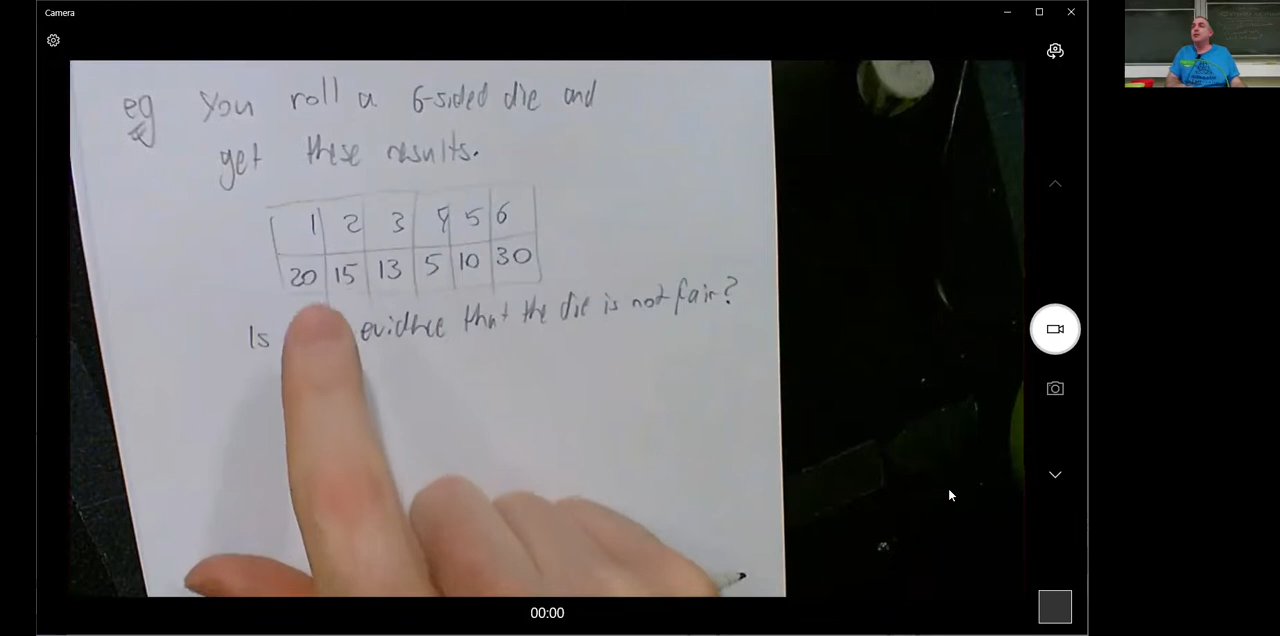 Camera
eg You roll a 6-sided die and
get these results.
1 2 3 4 5 6
20 15 13 5 10 30
Is evidence that the die is not fair?
00:00